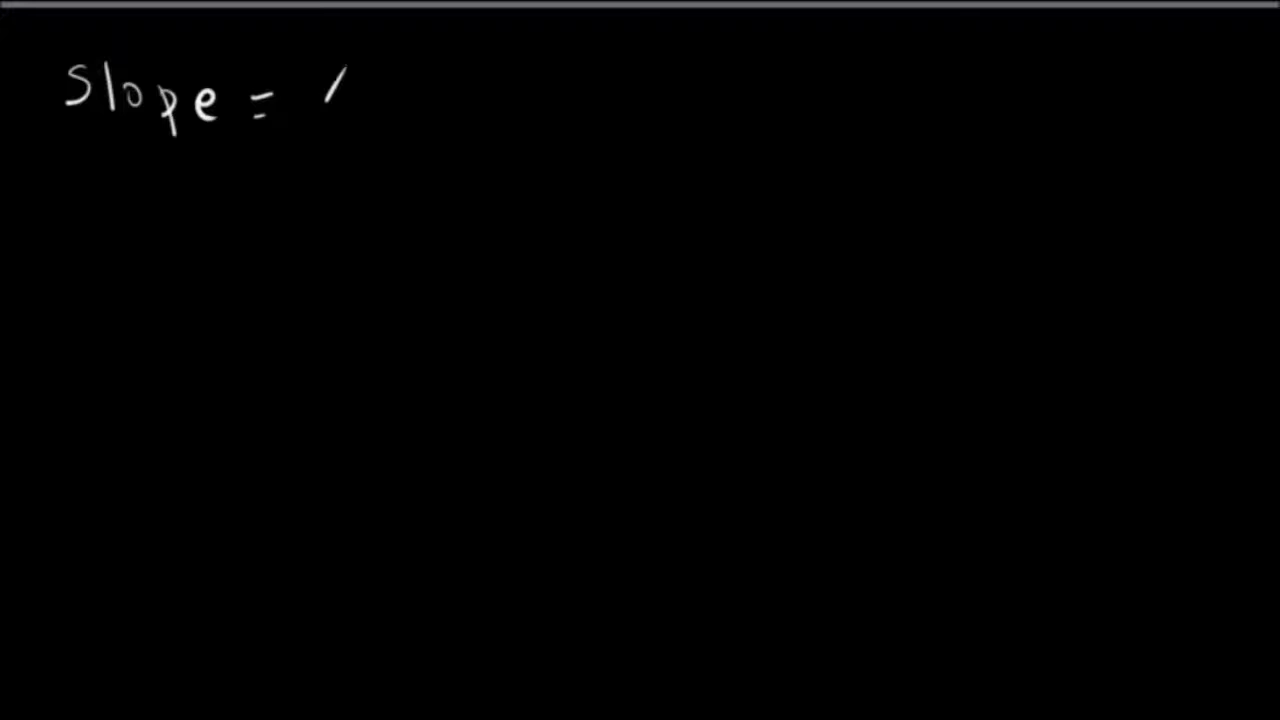 Slope = /